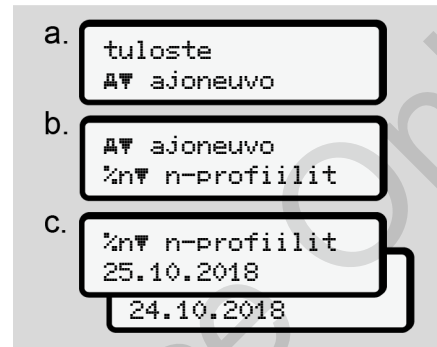 a.
tuloste
ajoneuvo
b.
ajoneuvo
%n▼ n-profiilit
c.
%n▼ n-profiilit
25.10.2018
24.10.2018